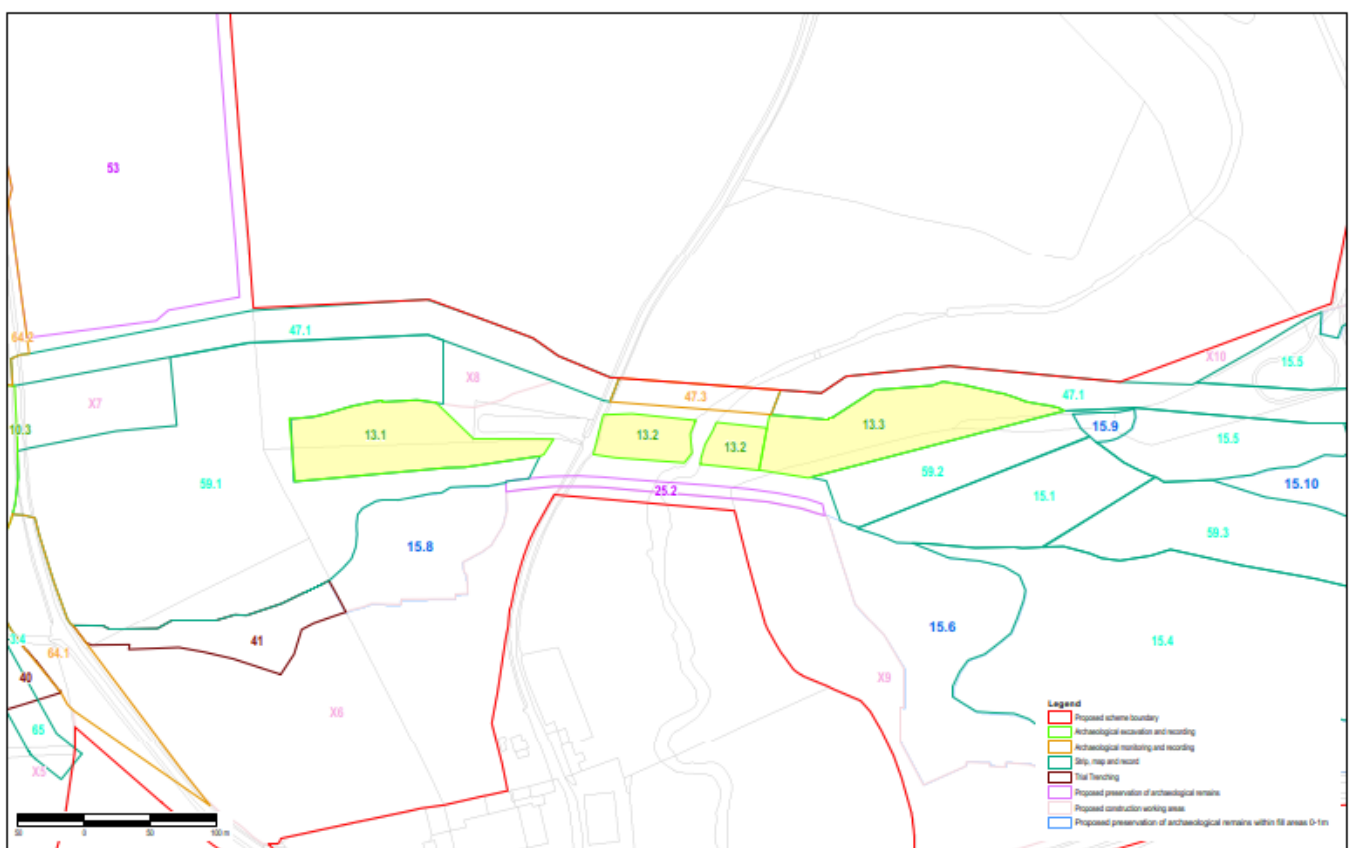 53
64.2
47.1
X10
15.5
X8
X7
47.3
47.1
10.3
13.1
13.2
13.2
13.3
15.9
15.5
59.1
59.2
15.10
25.2
15.1
59.3
15.8
41
15.6
15.4
64.1
40
X9
X6
65
X5
Legend
Proposed scheme boundary
Archaeological excavation and recording
Archaeological monitoring and recording
Strip, map and record
Trial Trenching
Proposed preservation of archaeological remains
Proposed construction working areas
Proposed preservation of archaeological remains within fill areas 0-1m
50 0 50 100 m